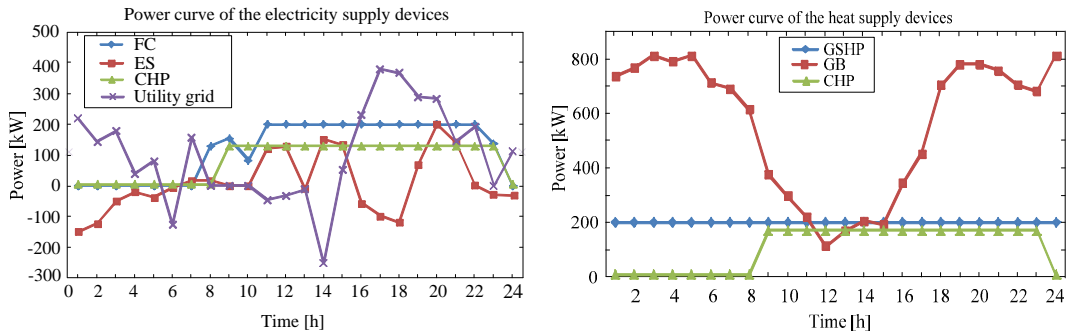 Power curve of the electricity supply devices
500
400
300
200
100
0
-100
-200
-300
Power [kW]
FC
ES
CHP
Utility grid
0 2 4 6 8 10 12 14 16 18 20 22 24
Time [h]
Power curve of the heat supply devices
800
600
400
200
0
Power [kW]
GSHP
GB
CHP
2 4 6 8 10 12 14 16 18 20 22 24
Time [h]